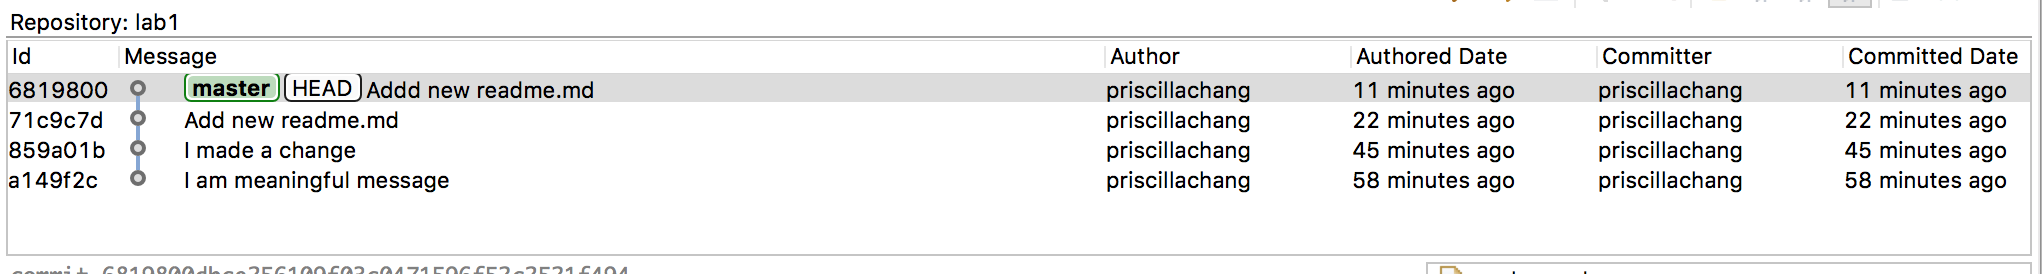 Repository: lab1
Id Message Author Authored Date Committer Committed Date
6819800 master HEAD Addd new readme.md priscillachang 11 minutes ago priscillachang 11 minutes ago
71c9c7d Add new readme.md priscillachang 22 minutes ago priscillachang 22 minutes ago
859a01b I made a change priscillachang 45 minutes ago priscillachang 45 minutes ago
a149f2c I am meaningful message priscillachang 58 minutes ago priscillachang 58 minutes ago
commit